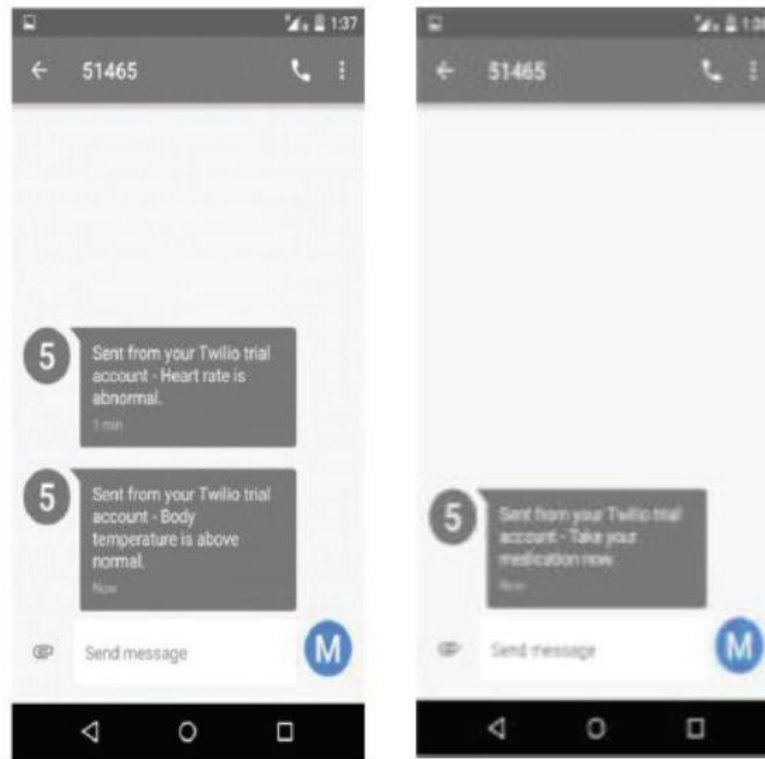 1:37
51465
5
Sent from your Twilio trial
account - Heart rate is
abnormal.
1 min
5
Sent from your Twilio trial
account - Body
temperature is above
normal.
Now
Send message
M
1:38
51465
5
Sent from your Twilio trial
account - Take your
medication now
Now
Send message
M